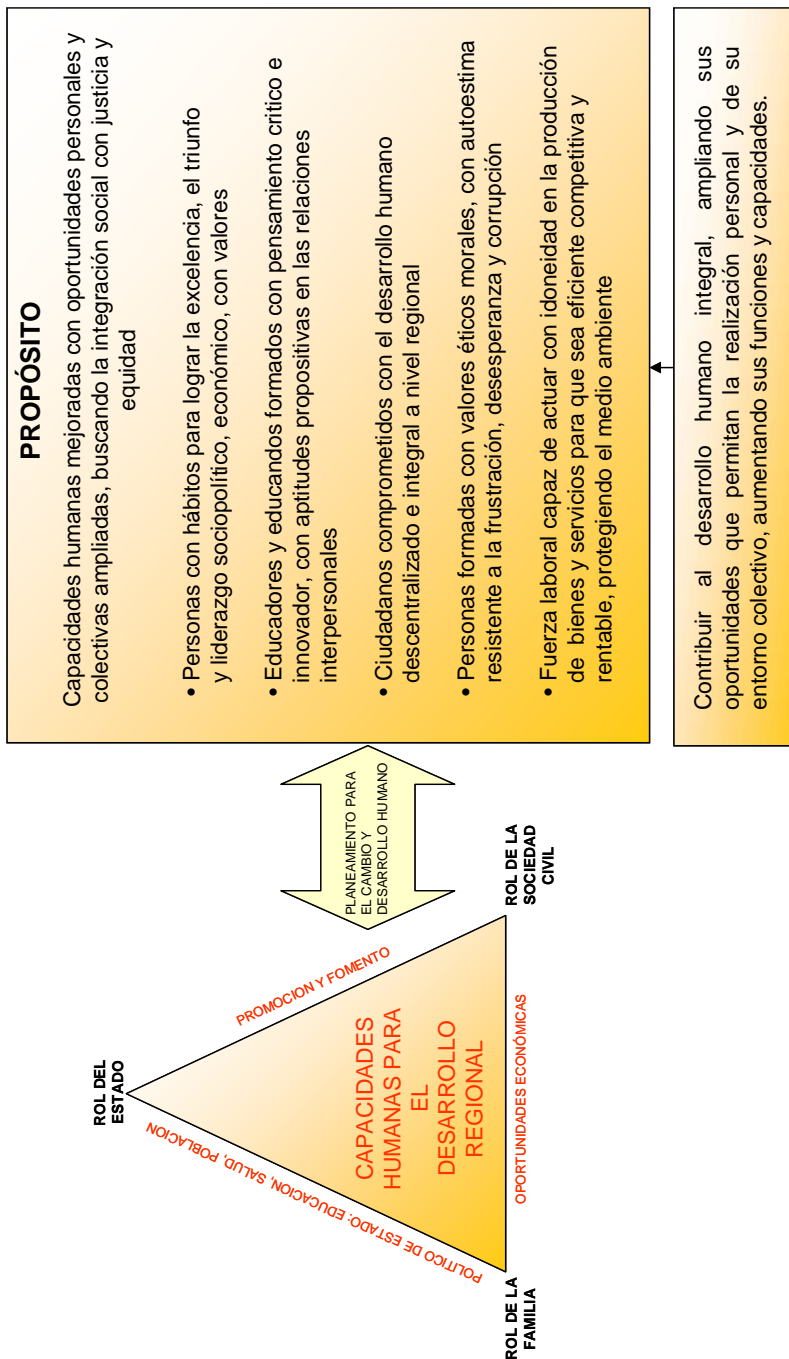 ROL DEL
ESTADO
POLITICO DE ESTADO: EDUCACION, SALUD, POBLACION
PROMOCION Y FOMENTO
CAPACIDADES
HUMANAS PARA
EL
DESARROLLO
REGIONAL
OPORTUNIDADES ECONÓMICAS
ROL DE LA
FAMILIA
ROL DE LA
SOCIEDAD
CIVIL
PLANEAMIENTO PARA
EL CAMBIO Y
DESARROLLO HUMANO
PROPÓSITO
Capacidades humanas mejoradas con oportunidades personales y
colectivas ampliadas, buscando la integración social con justicia y
equidad
• Personas con hábitos para lograr la excelencia, el triunfo
y liderazgo sociopolítico, económico, con valores
• Educadores y educandos formados con pensamiento critico e
innovador, con aptitudes propositivas en las relaciones
interpersonales
• Ciudadanos comprometidos con el desarrollo humano
descentralizado e integral a nivel regional
• Personas formadas con valores éticos morales, con autoestima
resistente a la frustración, desesperanza y corrupción
• Fuerza laboral capaz de actuar con idoneidad en la producción
de bienes y servicios para que sea eficiente competitiva y
rentable, protegiendo el medio ambiente
Contribuir al desarrollo humano integral, ampliando sus
oportunidades que permitan la realización personal y de su
entorno colectivo, aumentando sus funciones y capacidades.